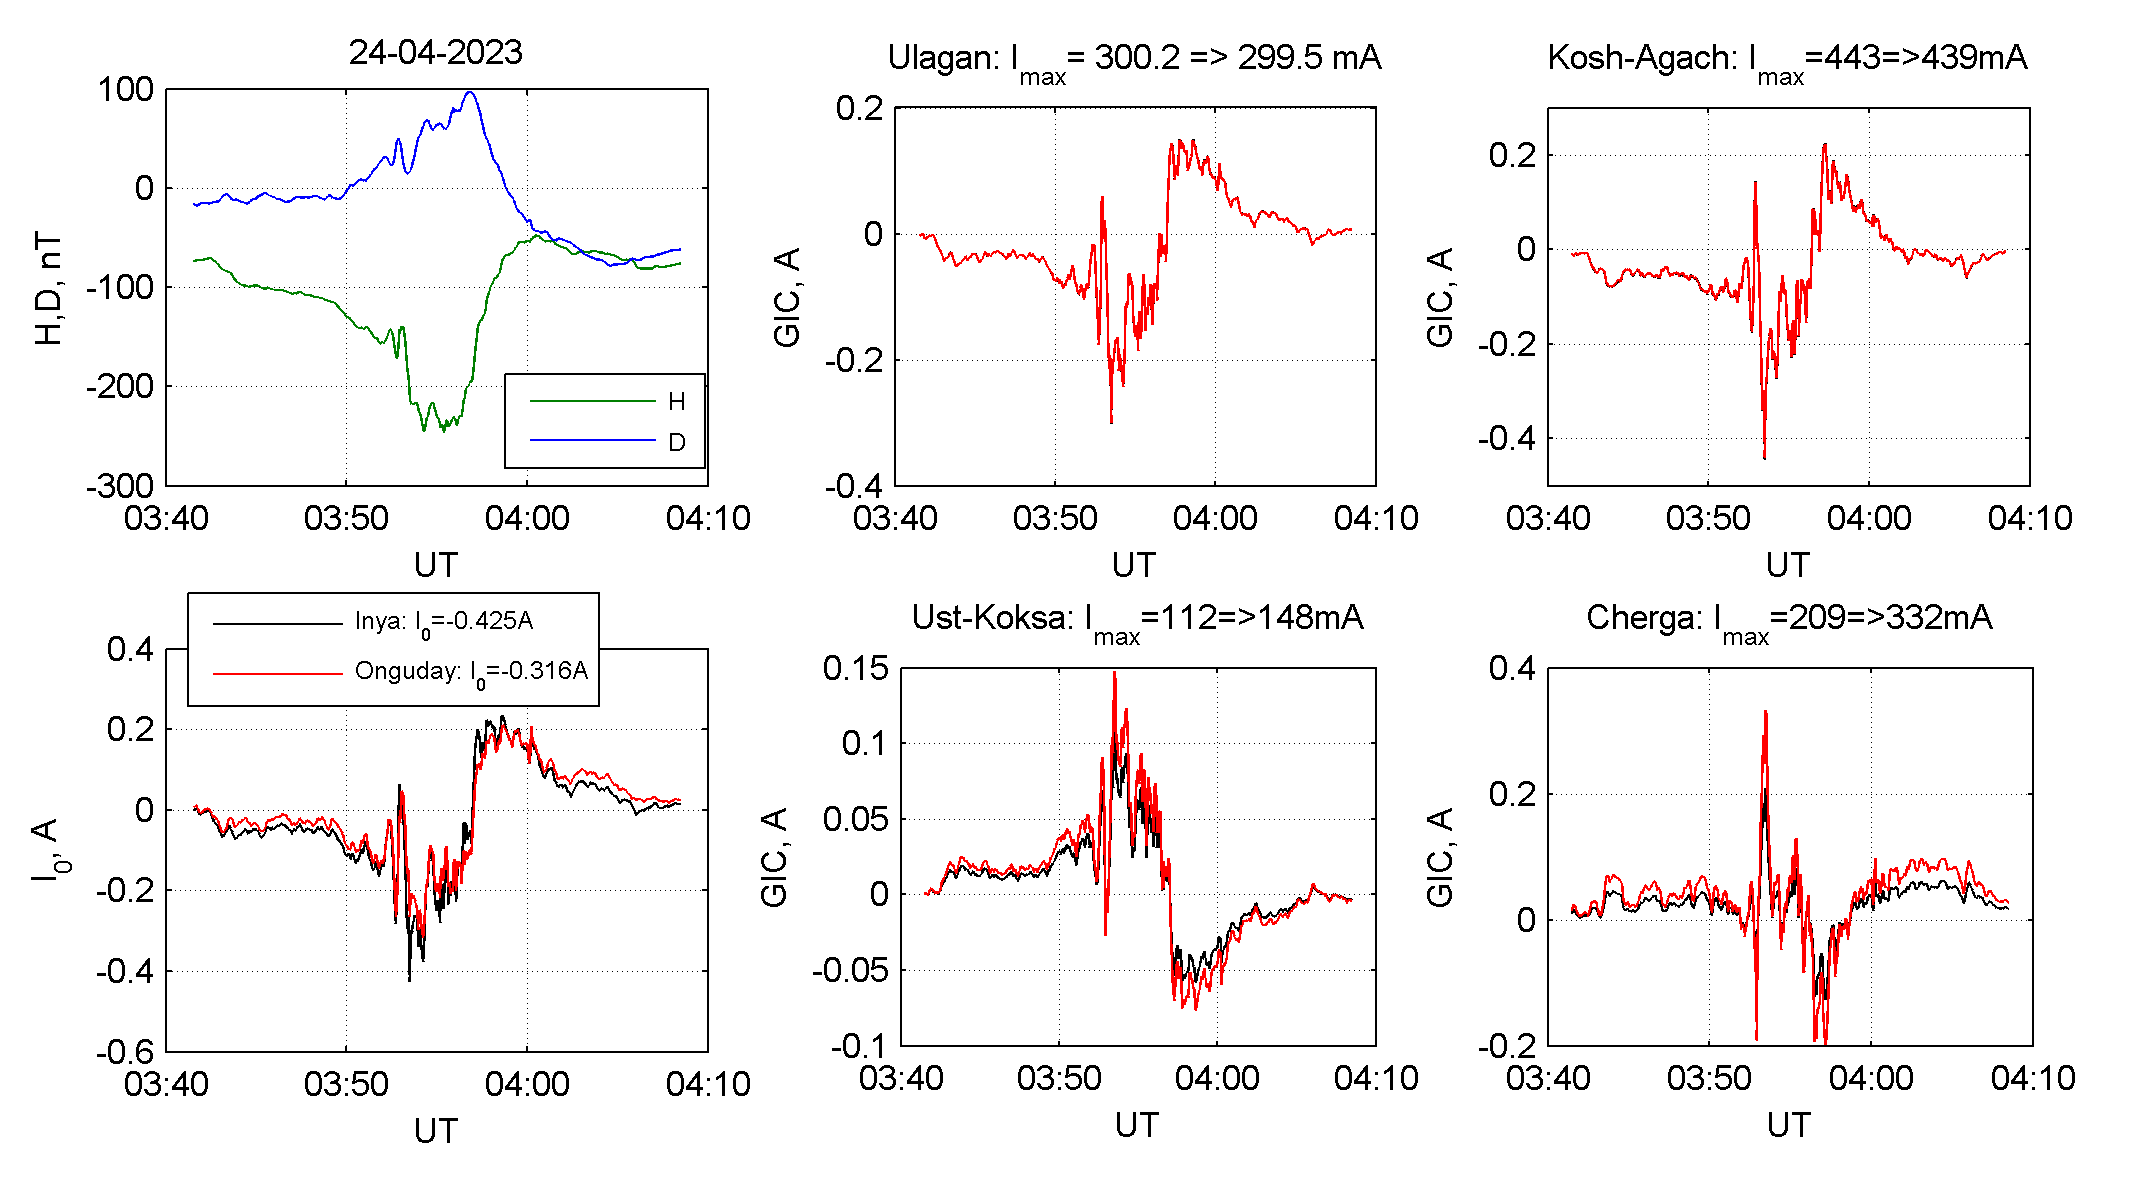 24-04-2023
100
0
-100
-200
-300
H,D, nT
H
D
03:40
03:50
04:00
04:10
UT
Ulagan: Imax= 300.2 => 299.5 mA
0.2
0
-0.2
-0.4
GIC, A
03:40
03:50
04:00
04:10
UT
Kosh-Agach: Imax=443=>439mA
0.2
0
-0.2
-0.4
GIC, A
03:40
03:50
04:00
04:10
UT
Inya: I0=-0.425A
Onguday: I0=-0.316A
0.4
0.2
0
-0.2
-0.4
-0.6
I0, A
03:40
03:50
04:00
04:10
UT
Ust-Koksa: Imax=112=>148mA
0.15
0.1
0.05
0
-0.05
-0.1
GIC, A
03:40
03:50
04:00
04:10
UT
Cherga: Imax=209=>332mA
0.4
0.2
0
-0.2
GIC, A
03:40
03:50
04:00
04:10
UT